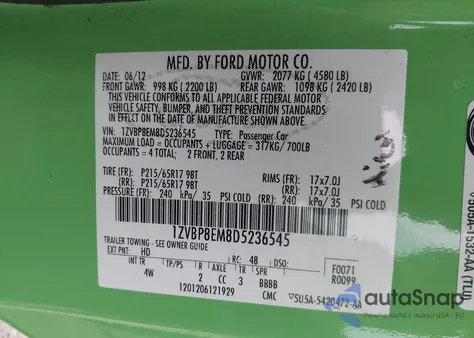 MFD. BY FORD MOTOR CO.
DATE: 06/12 GVWR: 2077 KG ( 4580 LB)
FRONT GAWR: 998 KG ( 2200 LB) REAR GAWR: 1098 KG ( 2420 LB)
THIS VEHICLE CONFORMS TO ALL APPLICABLE FEDERAL MOTOR
VEHICLE SAFETY, BUMPER, AND THEFT PREVENTION STANDARDS
IN EFFECT ON THE DATE OF MANUFACTURE SHOWN ABOVE.
VIN: 1ZVBP8EM8D5236545 TYPE: Passenger Car
MAXIMUM LOAD = OCCUPANTS + LUGGAGE = 317KG/700LB
OCCUPANTS = 4 TOTAL; 2 FRONT, 2 REAR
TIRE (FR): P215/65R17 98T RIMS (FR): 17x7.0J
(RR): P215/65R17 98T (RR): 17x7.0J
PRESSURE (FR): 240 kPa/ 35 PSI COLD (RR): 240 kPa/ 35 PSI COLD
1ZVBP8EM8D5236545
TRAILER TOWING - SEE OWNER GUIDE
EXT PNT: HD RC: 48 DSO: F0071
INT TR TP/PS R AXLE TR SPR R0099
4W 2 CC 3 BBBB
1201206121929 CMC
autoSnap
Pewne auta z USA i EU